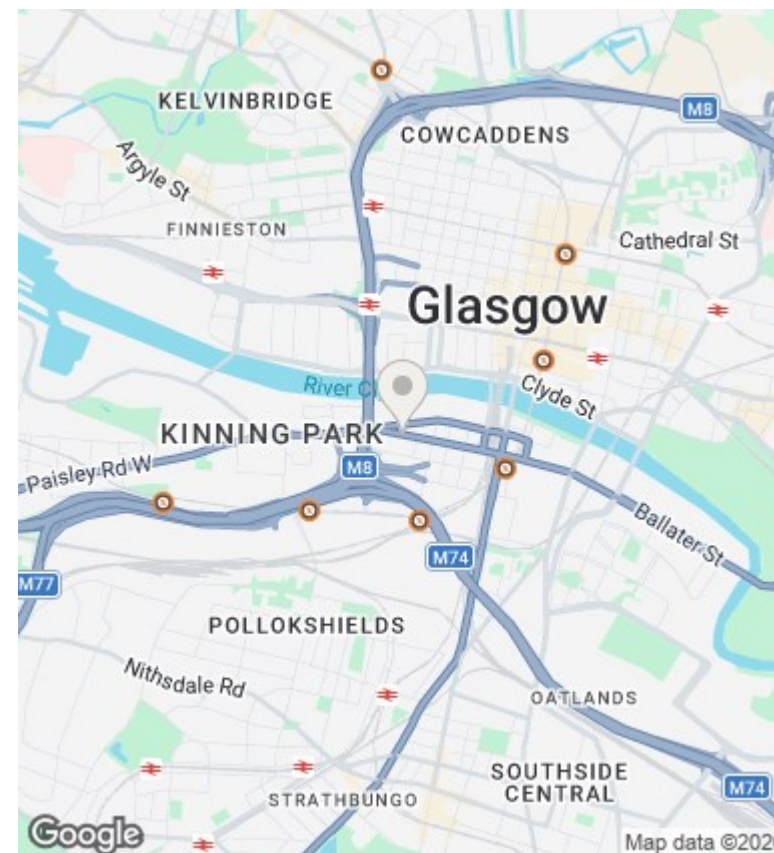 KELVINBRIDGE
M8
COWCADDENS
Argyle St
FINNIESTON
Cathedral St
Glasgow
River C
Clyde St
KINNING PARK
M8
Paisley Rd W
Ballater St
M74
M77
POLLOKSHIELDS
Nithsdale Rd
OATLANDS
SOUTHSIDE
CENTRAL
M74
STRATHBUNGO
Google
Map data ©202